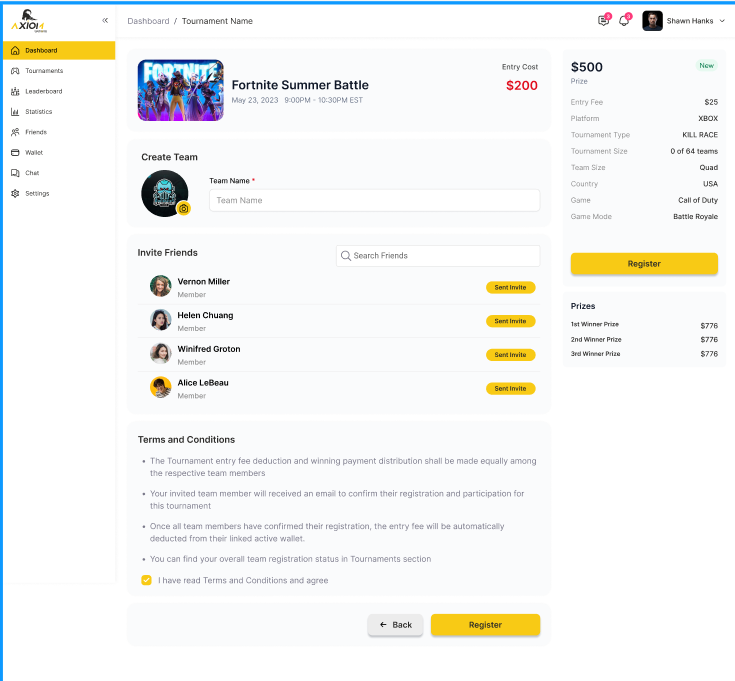 AXIOM
Dashboard / Tournament Name
Shawn Hanks
Dashboard
Tournaments
Leaderboard
Statistics
Friends
Wallet
Chat
Settings
FORTNITE
Fortnite Summer Battle
May 23, 2023 9:00PM - 10:30PM EST
Entry Cost
$200
Create Team
Team Name *
Team Name
Invite Friends
Search Friends
Vernon Miller
Member
Sent Invite
Helen Chuang
Member
Sent Invite
Winifred Groton
Member
Sent Invite
Alice LeBeau
Member
Sent Invite
Terms and Conditions
• The Tournament entry fee deduction and winning payment distribution shall be made equally among
the respective team members
• Your invited team member will received an email to confirm their registration and participation for
this tournament
• Once all team members have confirmed their registration, the entry fee will be automatically
deducted from their linked active wallet.
• You can find your overall team registration status in Tournaments section
I have read Terms and Conditions and agree
← Back
Register
$500
New
Prize
Entry Fee $25
Platform XBOX
Tournament Type KILL RACE
Tournament Size 0 of 64 teams
Team Size Quad
Country USA
Game Call of Duty
Game Mode Battle Royale
Register
Prizes
1st Winner Prize $776
2nd Winner Prize $776
3rd Winner Prize $776